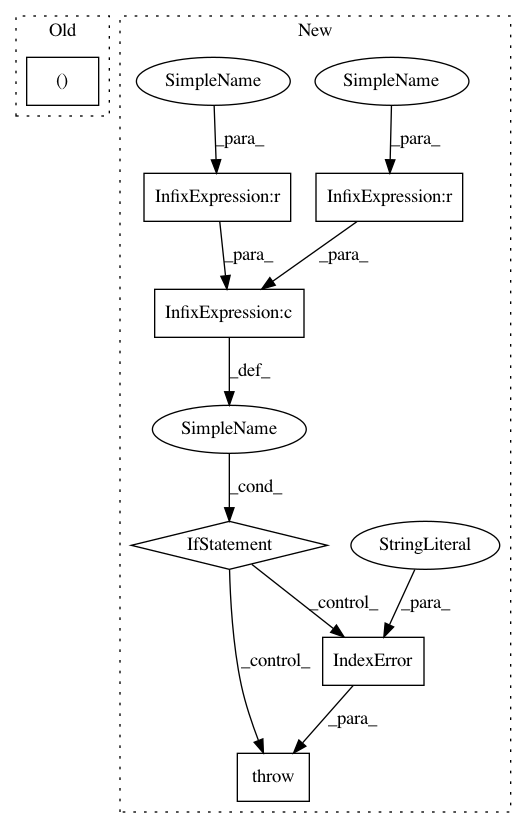 Old
New
()
SimpleName
SimpleName
_para_
_para_
InfixExpression:r
InfixExpression:r
_para_
_para_
InfixExpression:c
_def_
SimpleName
_cond_
IfStatement
StringLiteral
_control_
_para_
_control_
IndexError
_para_
throw